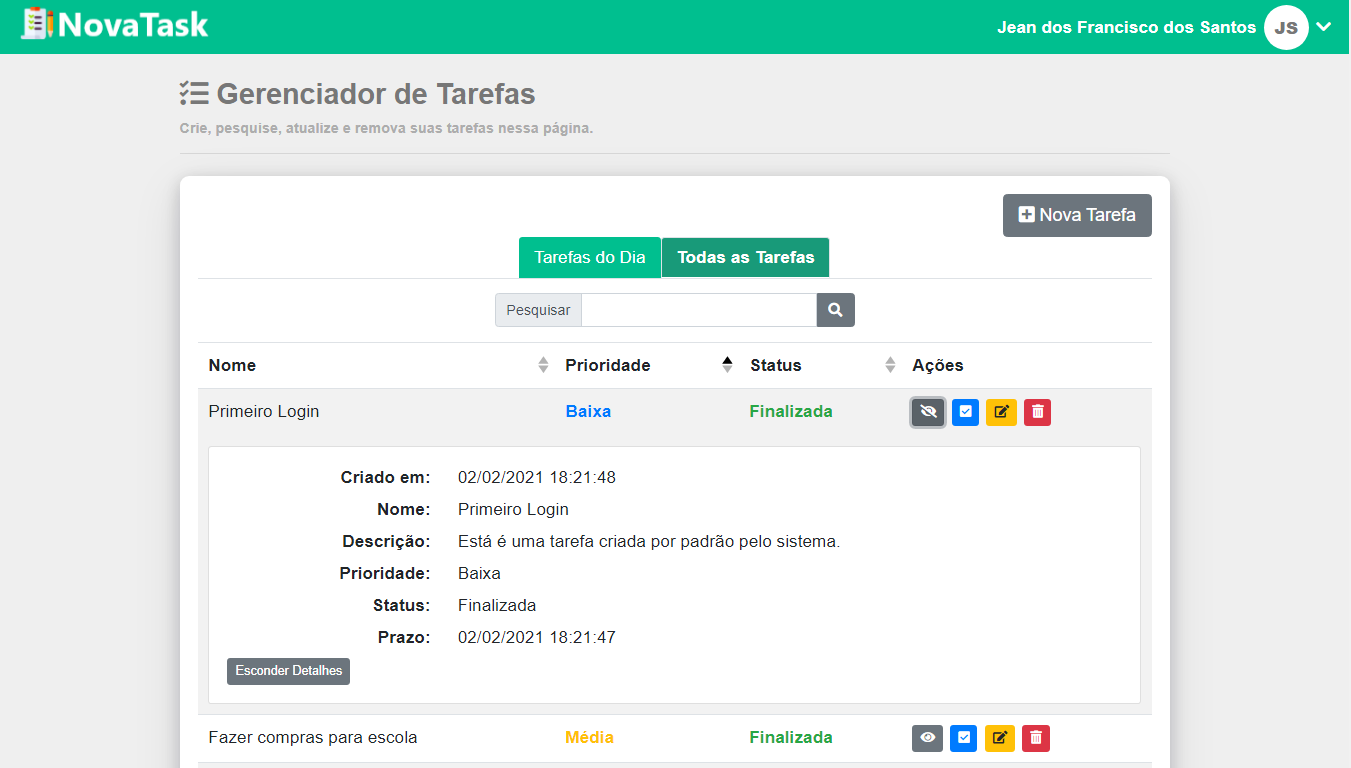 NovaTask
Jean dos Francisco dos Santos JS
Gerenciador de Tarefas
Crie, pesquise, atualize e remova suas tarefas nessa página.
Nova Tarefa
Tarefas do Dia Todas as Tarefas
Pesquisar
Nome Prioridade Status Ações
Primeiro Login Baixa Finalizada
Criado em: 02/02/2021 18:21:48
Nome: Primeiro Login
Descrição: Está é uma tarefa criada por padrão pelo sistema.
Prioridade: Baixa
Status: Finalizada
Prazo: 02/02/2021 18:21:47
Esconder Detalhes
Fazer compras para escola Média Finalizada